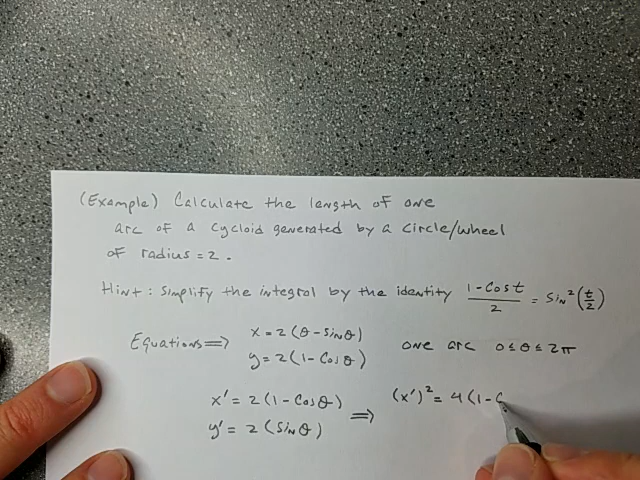 (Example) Calculate the length of one
arc of a cycloid generated by a circle/wheel
of radius = 2.
Hint: Simplify the integral by the identity (1-Cos t)/2 = Sin²(t/2)
Equations ⟹ x = 2(θ - Sinθ) one arc 0 ≤ θ ≤ 2π
y = 2(1 - Cosθ)
x' = 2(1 - Cosθ) ⟹ (x')² = 4(1 - C
y' = 2(Sinθ)